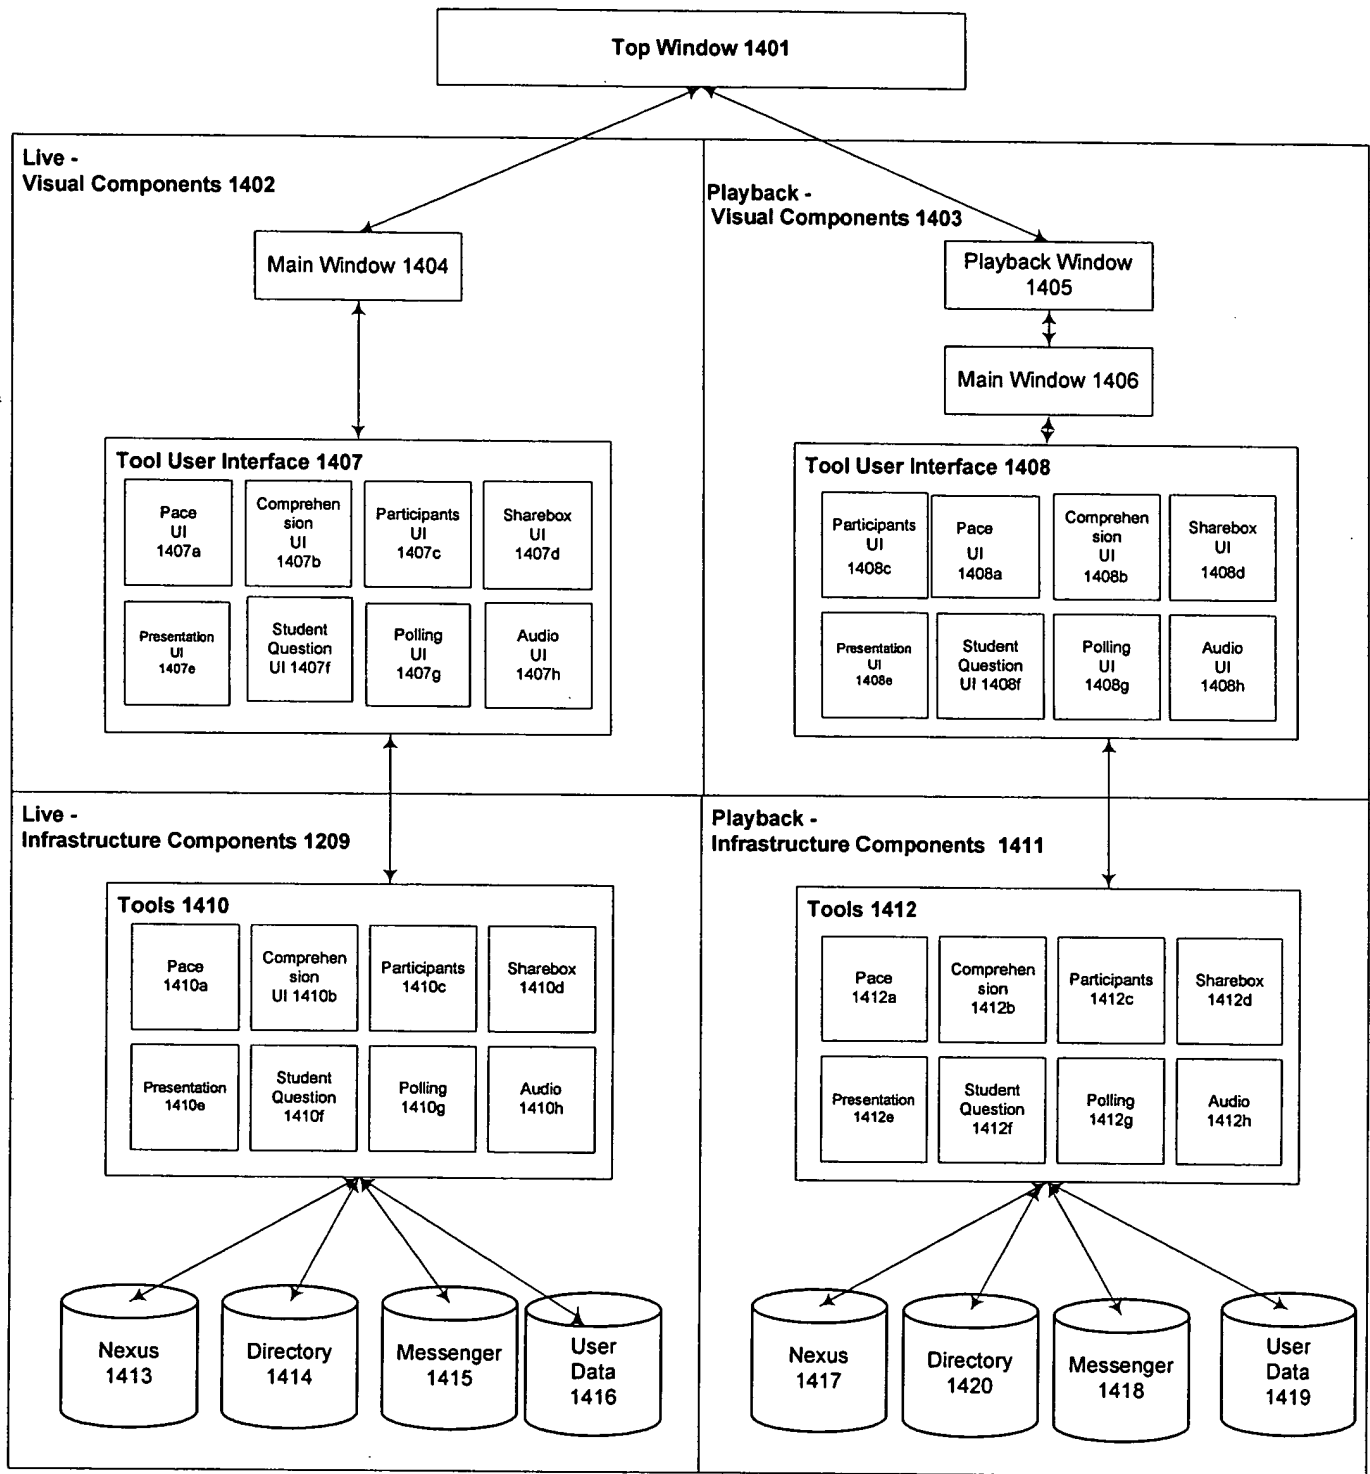 Top Window 1401
Live -
Visual Components 1402
Main Window 1404
Tool User Interface 1407
Pace
UI
1407a
Comprehen
sion
UI
1407b
Participants
UI
1407c
Sharebox
UI
1407d
Presentation
UI
1407e
Student
Question
UI 1407f
Polling
UI
1407g
Audio
UI
1407h
Playback -
Visual Components 1403
Playback Window
1405
Main Window 1406
Tool User Interface 1408
Participants
UI
1408c
Pace
UI
1408a
Comprehen
sion
UI
1408b
Sharebox
UI
1408d
Presentation
UI
1408e
Student
Question
UI 1408f
Polling
UI
1408g
Audio
UI
1408h
Live -
Infrastructure Components 1209
Tools 1410
Pace
1410a
Comprehen
sion
UI 1410b
Participants
1410c
Sharebox
1410d
Presentation
1410e
Student
Question
1410f
Polling
1410g
Audio
1410h
Nexus
1413
Directory
1414
Messenger
1415
User
Data
1416
Playback -
Infrastructure Components 1411
Tools 1412
Pace
1412a
Comprehen
sion
1412b
Participants
1412c
Sharebox
1412d
Presentation
1412e
Student
Question
1412f
Polling
1412g
Audio
1412h
Nexus
1417
Directory
1420
Messenger
1418
User
Data
1419